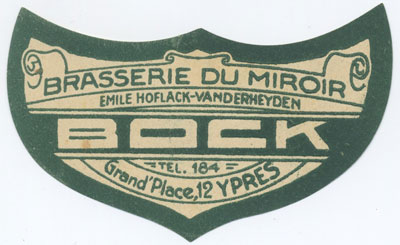 BRASSERIE DU MIROIR
EMILE HOFLACK-VANDERHEYDEN
BOCK
TEL. 184
Grand'Place, 12 YPRES